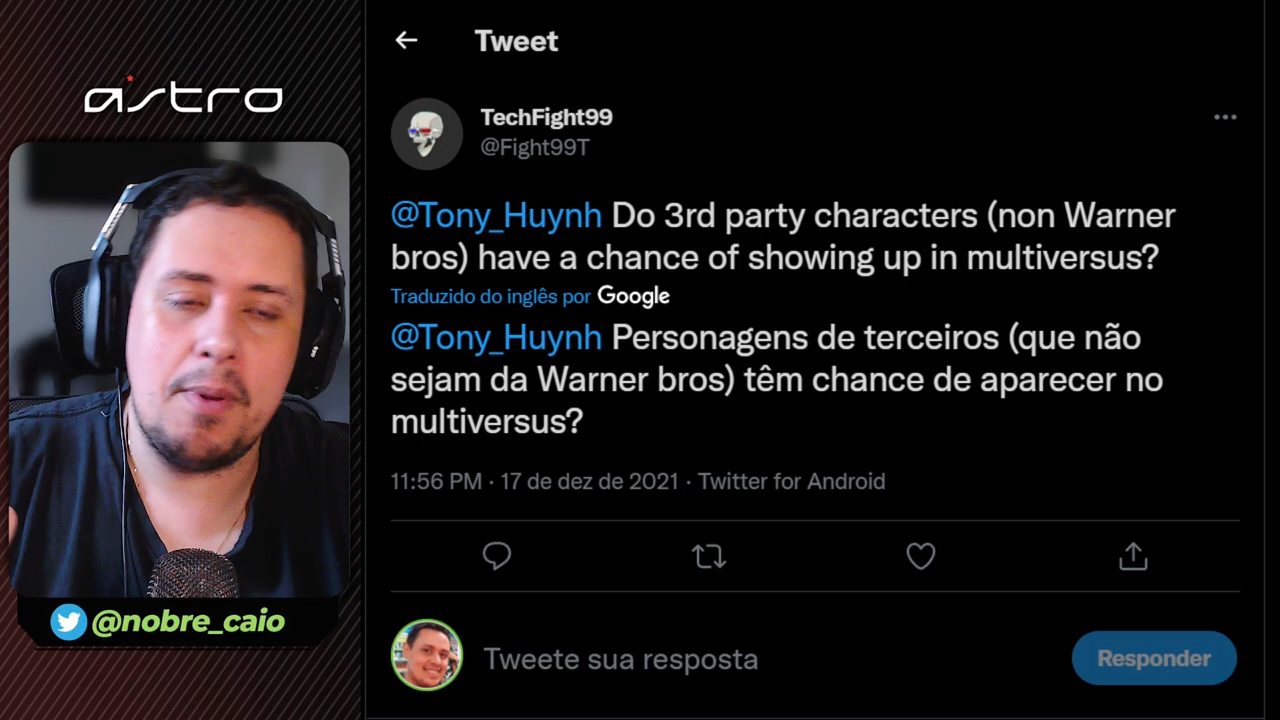 astro
@nobre_caio
Tweet
TechFight99
@Fight99T
@Tony_Huynh Do 3rd party characters (non Warner
bros) have a chance of showing up in multiversus?
Traduzido do inglês por Google
@Tony_Huynh Personagens de terceiros (que não
sejam da Warner bros) têm chance de aparecer no
multiversus?
11:56 PM · 17 de dez de 2021 · Twitter for Android
Tweete sua resposta
Responder